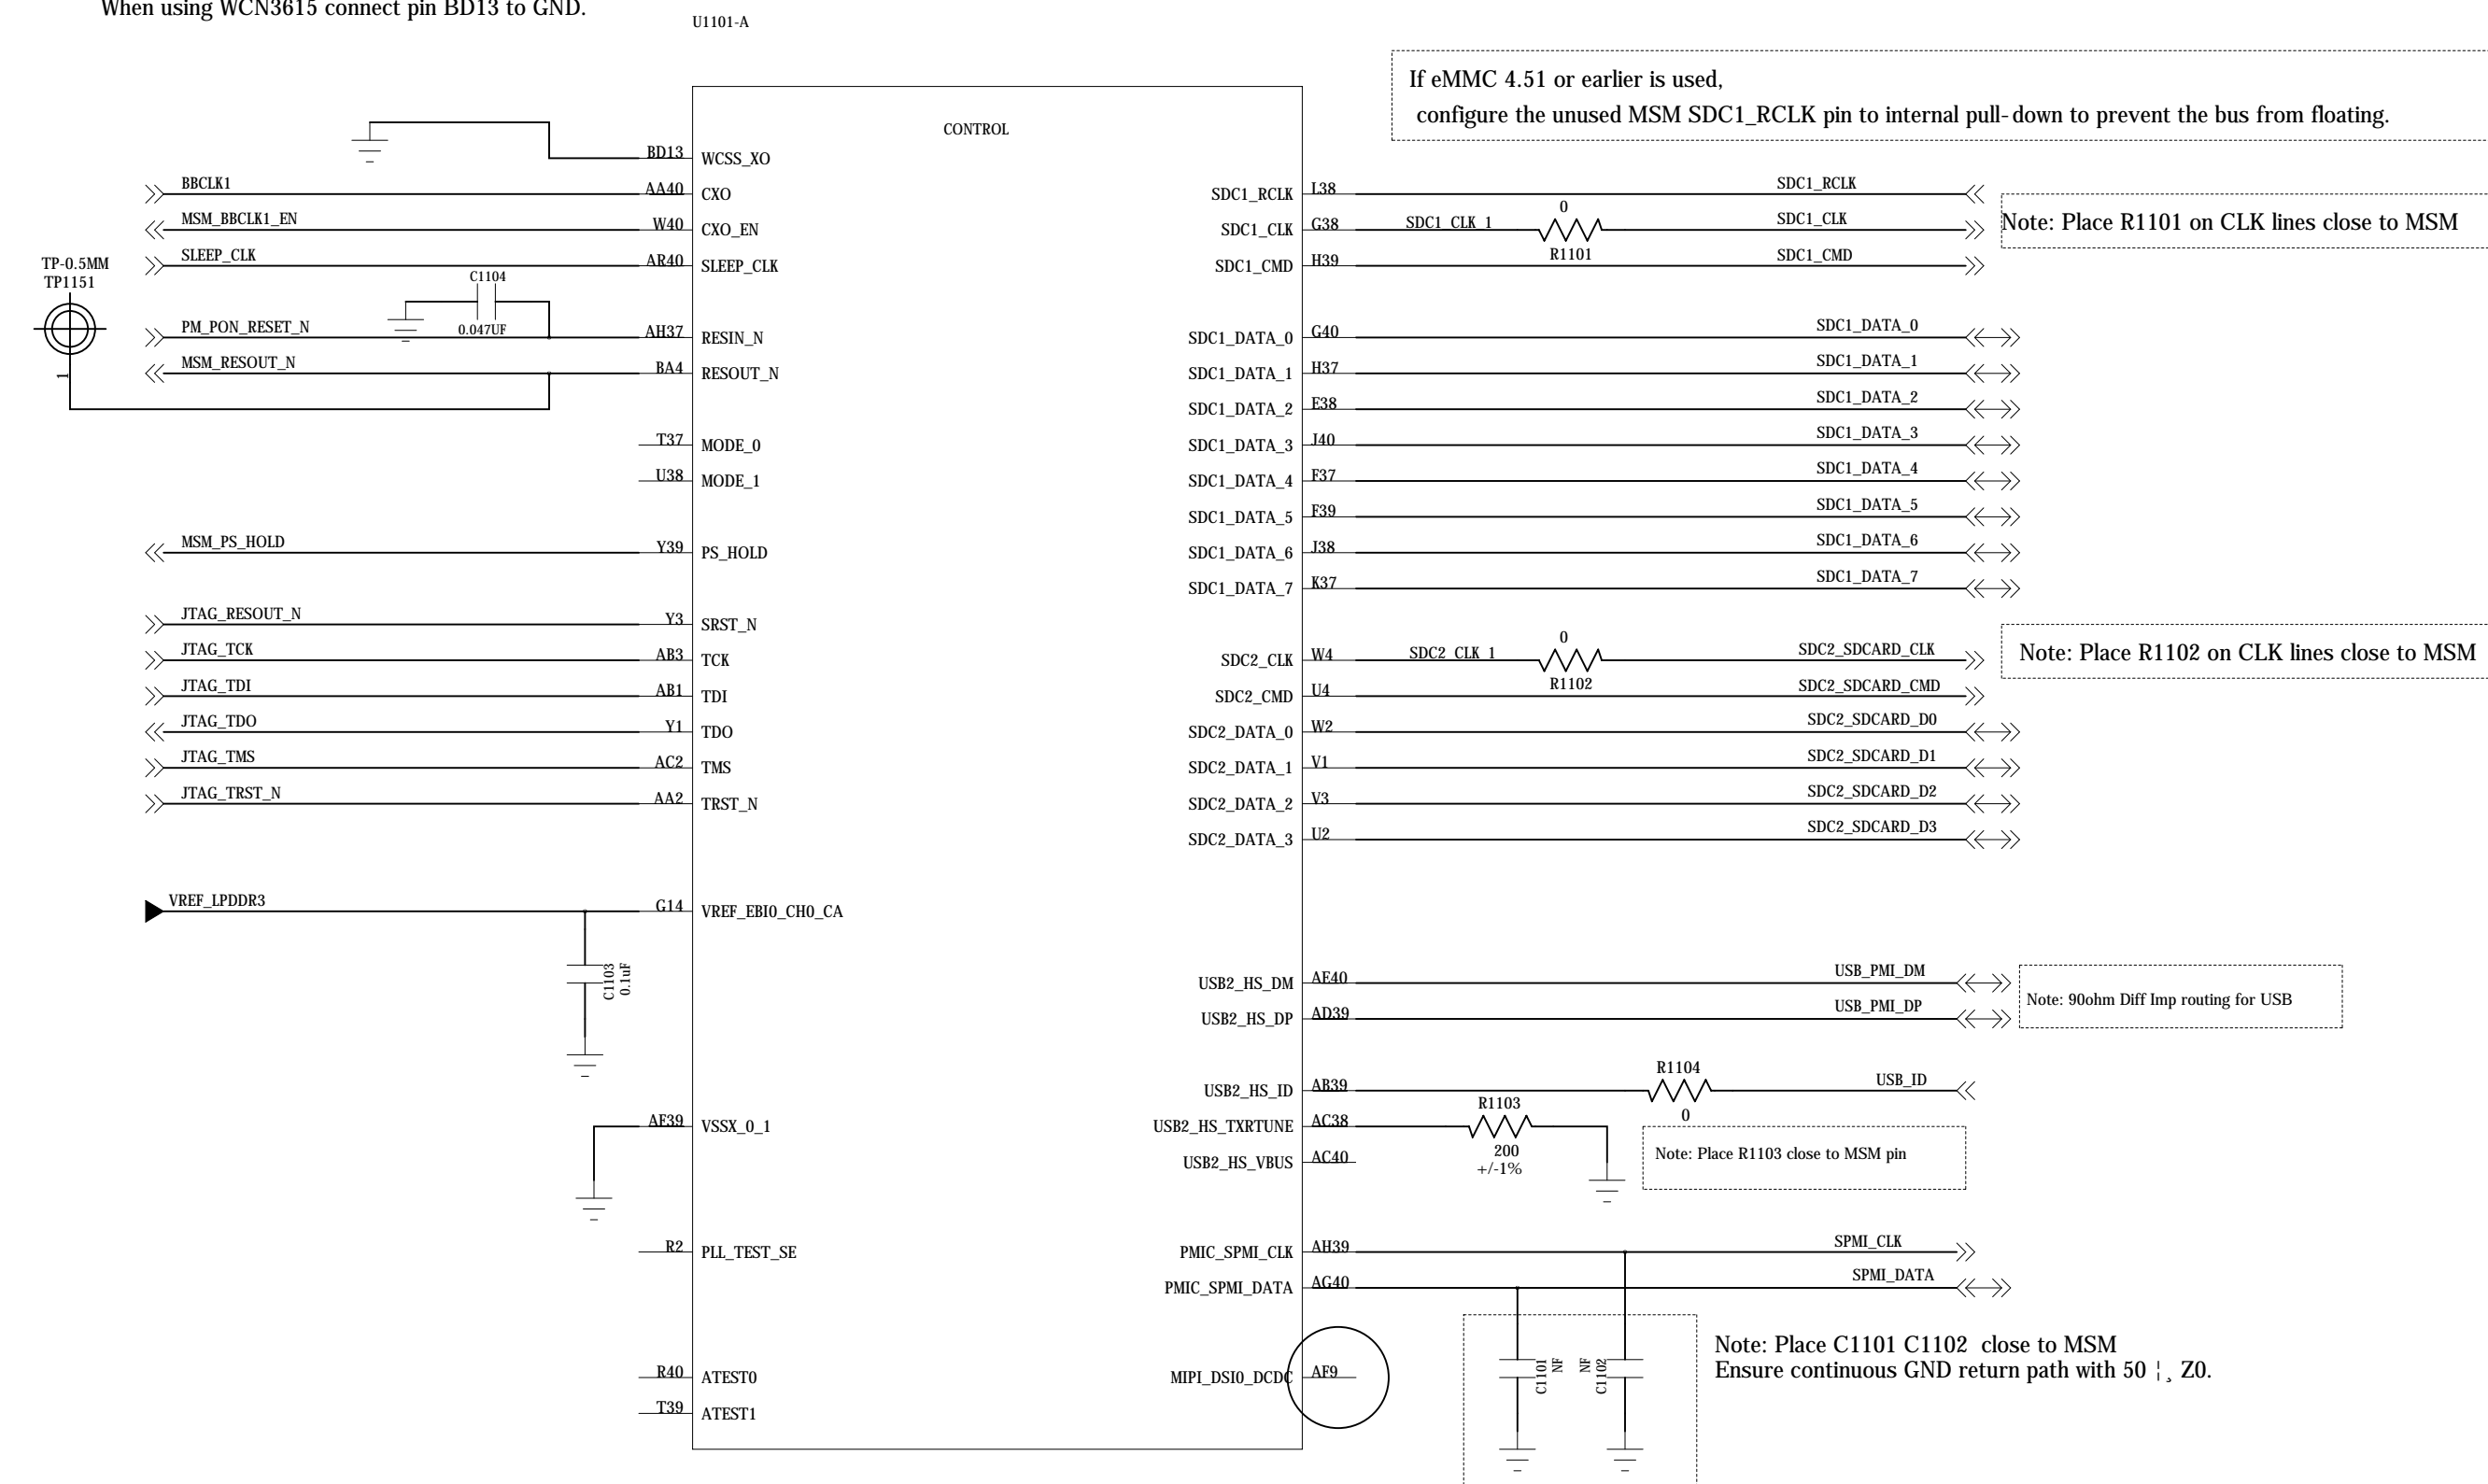 When using WCN3615 connect pin BD13 to GND.
U1101-A
If eMMC 4.51 or earlier is used,
configure the unused MSM SDC1_RCLK pin to internal pull-down to prevent the bus from floating.
CONTROL
BD13 WCSS_XO
BBCLK1 AA40 CXO
MSM_BBCLK1_EN W40 CXO_EN
SLEEP_CLK AR40 SLEEP_CLK
TP-0.5MM
TP1151
1
C1104
0.047UF
PM_PON_RESET_N AH37 RESIN_N
MSM_RESOUT_N BA4 RESOUT_N
T37 MODE_0
U38 MODE_1
MSM_PS_HOLD Y39 PS_HOLD
JTAG_RESOUT_N Y3 SRST_N
JTAG_TCK AB3 TCK
JTAG_TDI AB1 TDI
JTAG_TDO Y1 TDO
JTAG_TMS AC2 TMS
JTAG_TRST_N AA2 TRST_N
VREF_LPDDR3 G14 VREF_EBI0_CH0_CA
C1103
0.1uF
AF39 VSSX_0_1
R2 PLL_TEST_SE
R40 ATEST0
T39 ATEST1
SDC1_RCLK L38 SDC1_RCLK
SDC1_CLK G38 SDC1_CLK_1 0 R1101 SDC1_CLK
Note: Place R1101 on CLK lines close to MSM
SDC1_CMD H39 SDC1_CMD
SDC1_DATA_0 G40 SDC1_DATA_0
SDC1_DATA_1 H37 SDC1_DATA_1
SDC1_DATA_2 E38 SDC1_DATA_2
SDC1_DATA_3 J40 SDC1_DATA_3
SDC1_DATA_4 F37 SDC1_DATA_4
SDC1_DATA_5 F39 SDC1_DATA_5
SDC1_DATA_6 J38 SDC1_DATA_6
SDC1_DATA_7 K37 SDC1_DATA_7
SDC2_CLK W4 SDC2_CLK_1 0 R1102 SDC2_SDCARD_CLK
Note: Place R1102 on CLK lines close to MSM
SDC2_CMD U4 SDC2_SDCARD_CMD
SDC2_DATA_0 W2 SDC2_SDCARD_D0
SDC2_DATA_1 V1 SDC2_SDCARD_D1
SDC2_DATA_2 V3 SDC2_SDCARD_D2
SDC2_DATA_3 U2 SDC2_SDCARD_D3
USB2_HS_DM AE40 USB_PMI_DM
USB2_HS_DP AD39 USB_PMI_DP
Note: 90ohm Diff Imp routing for USB
USB2_HS_ID AB39 R1104 0 USB_ID
USB2_HS_TXRTUNE AC38 R1103
200
+/-1%
Note: Place R1103 close to MSM pin
USB2_HS_VBUS AC40
PMIC_SPMI_CLK AH39 SPMI_CLK
PMIC_SPMI_DATA AG40 SPMI_DATA
MIPI_DSI0_DCDC AF9
C1101
NF
NF
C1102
Note: Place C1101 C1102 close to MSM
Ensure continuous GND return path with 50 ¦¸ Z0.